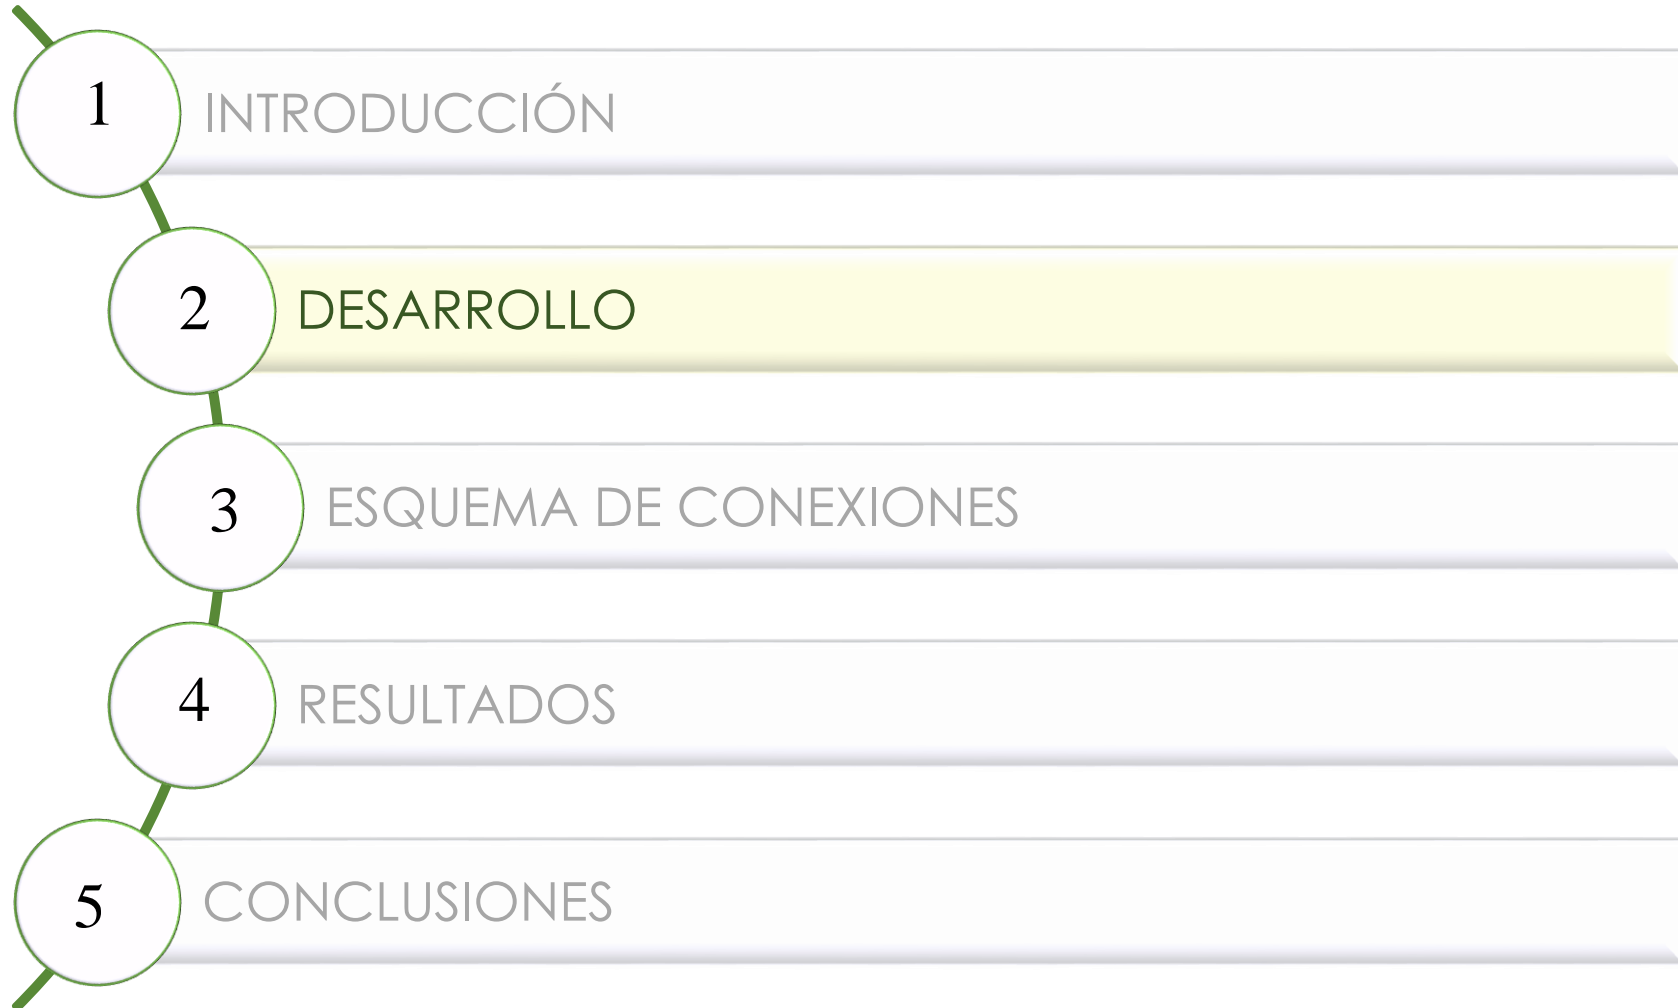 1 INTRODUCCIÓN
2 DESARROLLO
3 ESQUEMA DE CONEXIONES
4 RESULTADOS
5 CONCLUSIONES